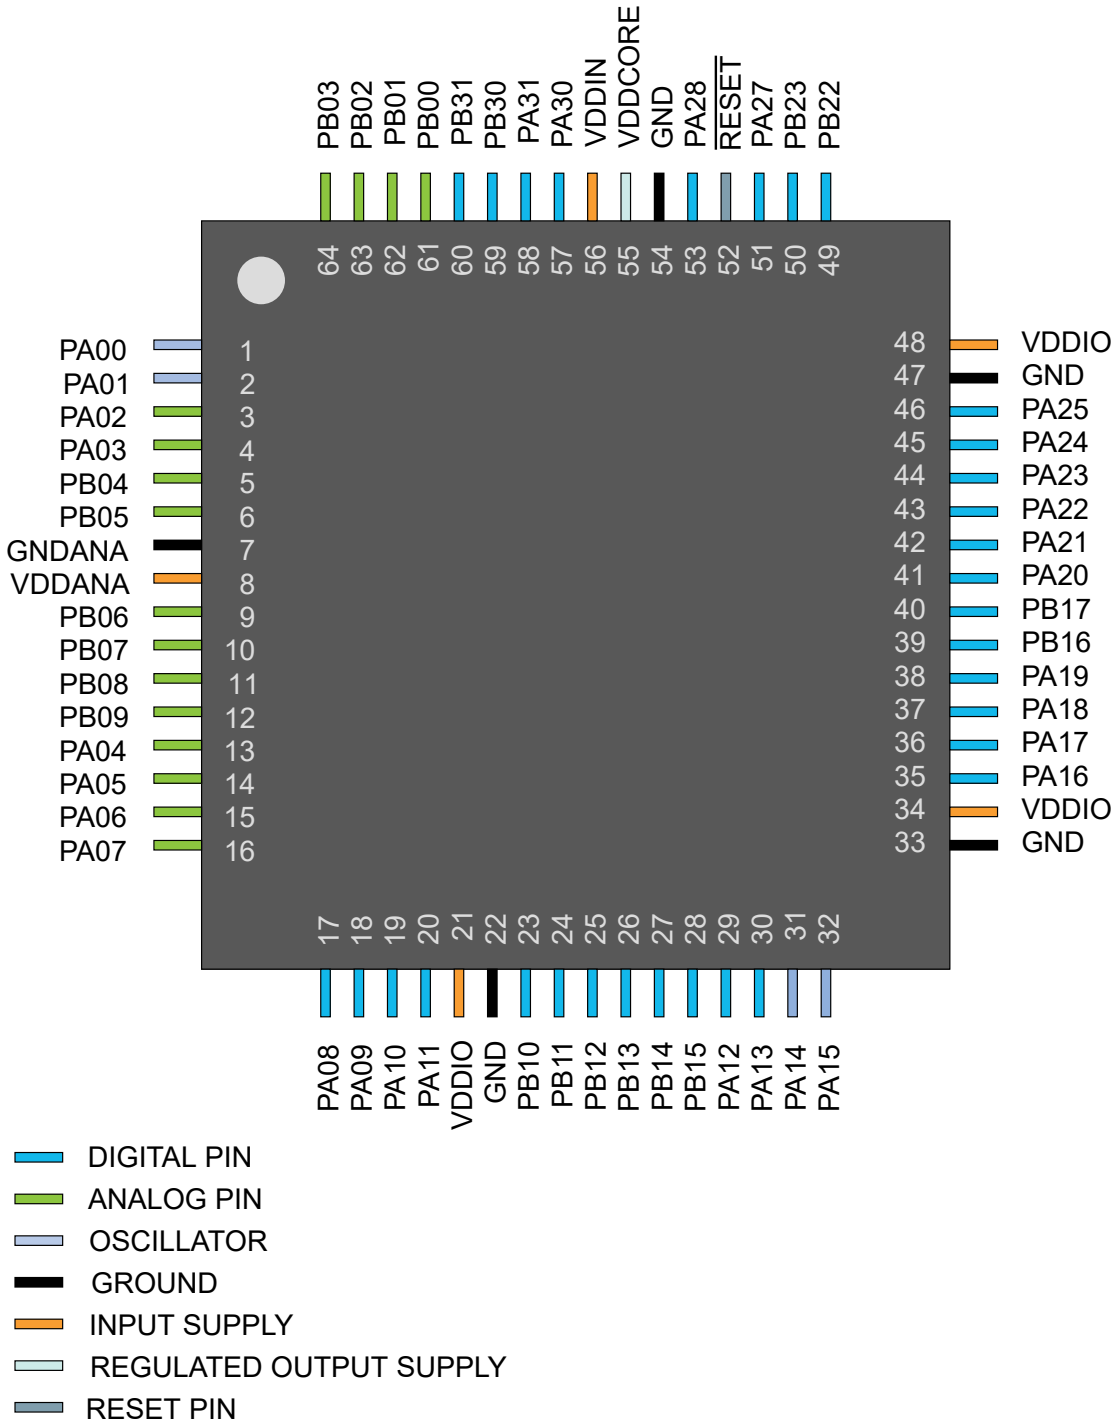 PB03
PB02
PB01
PB00
PB31
PB30
PA31
PA30
VDDIN
VDDCORE
GND
PA28
RESET
PA27
PB23
PB22
64
63
62
61
60
59
58
57
56
55
54
53
52
51
50
49
PA00 1
PA01 2
PA02 3
PA03 4
PB04 5
PB05 6
GNDANA 7
VDDANA 8
PB06 9
PB07 10
PB08 11
PB09 12
PA04 13
PA05 14
PA06 15
PA07 16
48 VDDIO
47 GND
46 PA25
45 PA24
44 PA23
43 PA22
42 PA21
41 PA20
40 PB17
39 PB16
38 PA19
37 PA18
36 PA17
35 PA16
34 VDDIO
33 GND
17
18
19
20
21
22
23
24
25
26
27
28
29
30
31
32
PA08
PA09
PA10
PA11
VDDIO
GND
PB10
PB11
PB12
PB13
PB14
PB15
PA12
PA13
PA14
PA15
DIGITAL PIN
ANALOG PIN
OSCILLATOR
GROUND
INPUT SUPPLY
REGULATED OUTPUT SUPPLY
RESET PIN